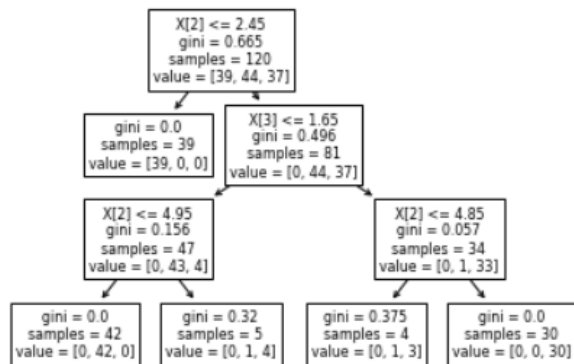 X[2] <= 2.45
gini = 0.665
samples = 120
value = [39, 44, 37]
gini = 0.0
samples = 39
value = [39, 0, 0]
X[3] <= 1.65
gini = 0.496
samples = 81
value = [0, 44, 37]
X[2] <= 4.95
gini = 0.156
samples = 47
value = [0, 43, 4]
X[2] <= 4.85
gini = 0.057
samples = 34
value = [0, 1, 33]
gini = 0.0
samples = 42
value = [0, 42, 0]
gini = 0.32
samples = 5
value = [0, 1, 4]
gini = 0.375
samples = 4
value = [0, 1, 3]
gini = 0.0
samples = 30
value = [0, 0, 30]